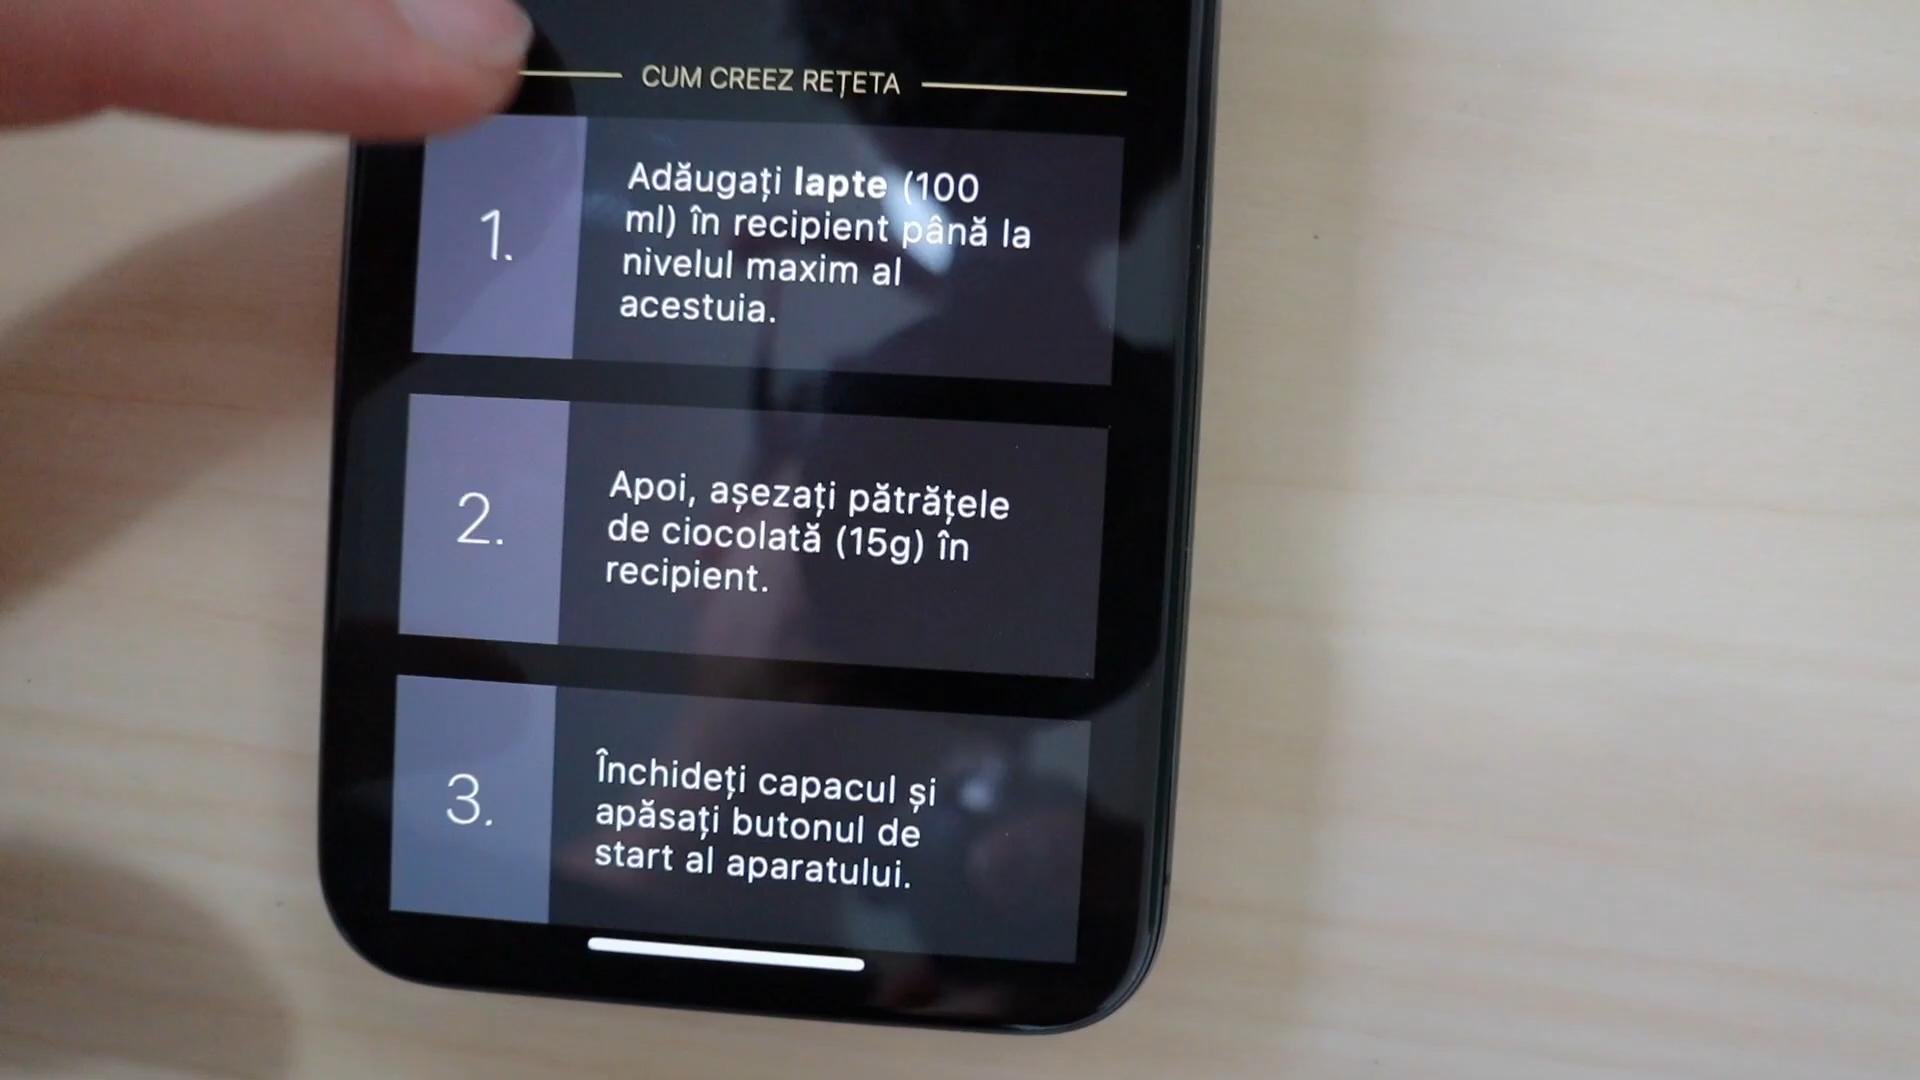 CUM CREEZ REȚETA
1.
Adăugați lapte (100
ml) în recipient până la
nivelul maxim al
acestuia.
2.
Apoi, așezați pătrățele
de ciocolată (15g) în
recipient.
3.
Închideți capacul și
apăsați butonul de
start al aparatului.